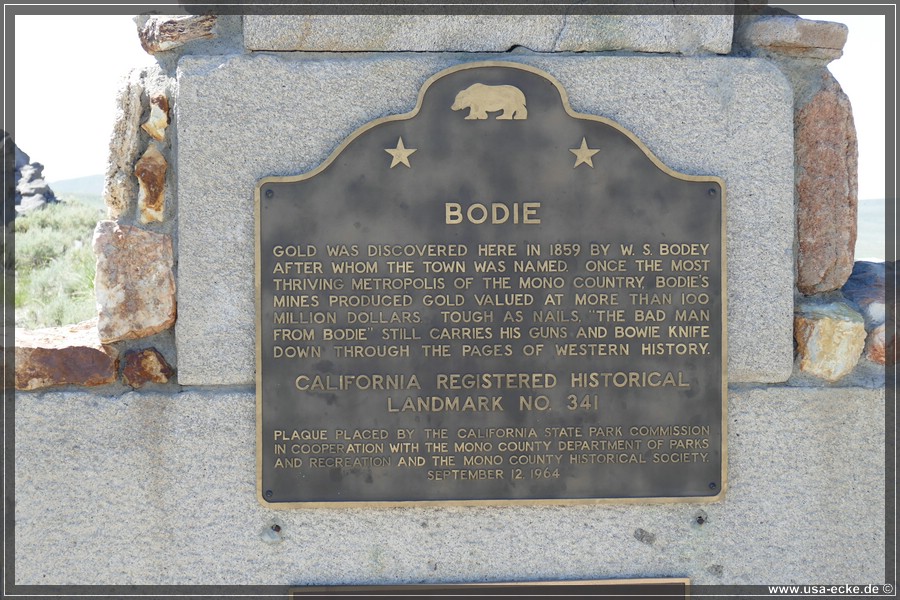 BODIE
GOLD WAS DISCOVERED HERE IN 1859 BY W. S. BODEY
AFTER WHOM THE TOWN WAS NAMED. ONCE THE MOST
THRIVING METROPOLIS OF THE MONO COUNTRY, BODIE'S
MINES PRODUCED GOLD VALUED AT MORE THAN 100
MILLION DOLLARS. TOUGH AS NAILS, "THE BAD MAN
FROM BODIE" STILL CARRIES HIS GUNS AND BOWIE KNIFE
DOWN THROUGH THE PAGES OF WESTERN HISTORY.
CALIFORNIA REGISTERED HISTORICAL
LANDMARK NO. 341
PLAQUE PLACED BY THE CALIFORNIA STATE PARK COMMISSION
IN COOPERATION WITH THE MONO COUNTY DEPARTMENT OF PARKS
AND RECREATION AND THE MONO COUNTY HISTORICAL SOCIETY.
SEPTEMBER 12, 1964
www.usa-ecke.de ©